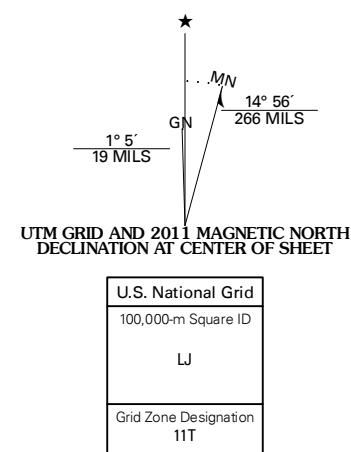 ★
MN
14° 56´
266 MILS
GN
1° 5´
19 MILS
UTM GRID AND 2011 MAGNETIC NORTH
DECLINATION AT CENTER OF SHEET
U.S. National Grid
100,000-m Square ID
LJ
Grid Zone Designation
11T